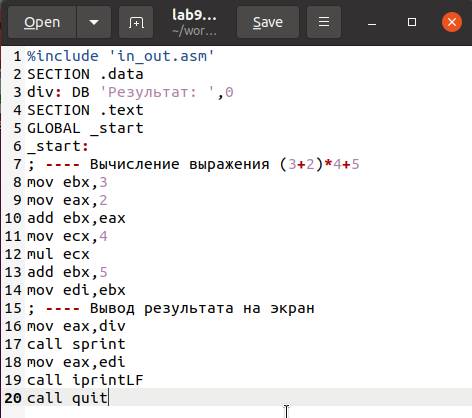 Open lab9... Save
~/wor...
1 %include 'in_out.asm'
2 SECTION .data
3 div: DB 'Результат: ',0
4 SECTION .text
5 GLOBAL _start
6 _start:
7 ; ---- Вычисление выражения (3+2)*4+5
8 mov ebx,3
9 mov eax,2
10 add ebx,eax
11 mov ecx,4
12 mul ecx
13 add ebx,5
14 mov edi,ebx
15 ; ---- Вывод результата на экран
16 mov eax,div
17 call sprint
18 mov eax,edi
19 call iprintLF
20 call quit